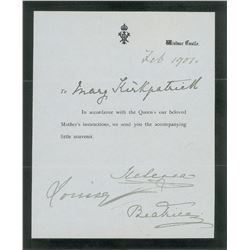 Windsor Castle.
Feb 1901.
To Mary Kirkpatrick
In accordance with the Queen's our beloved
Mother's instructions, we send you the accompanying
little souvenir.
Helena
Louise
Beatrice